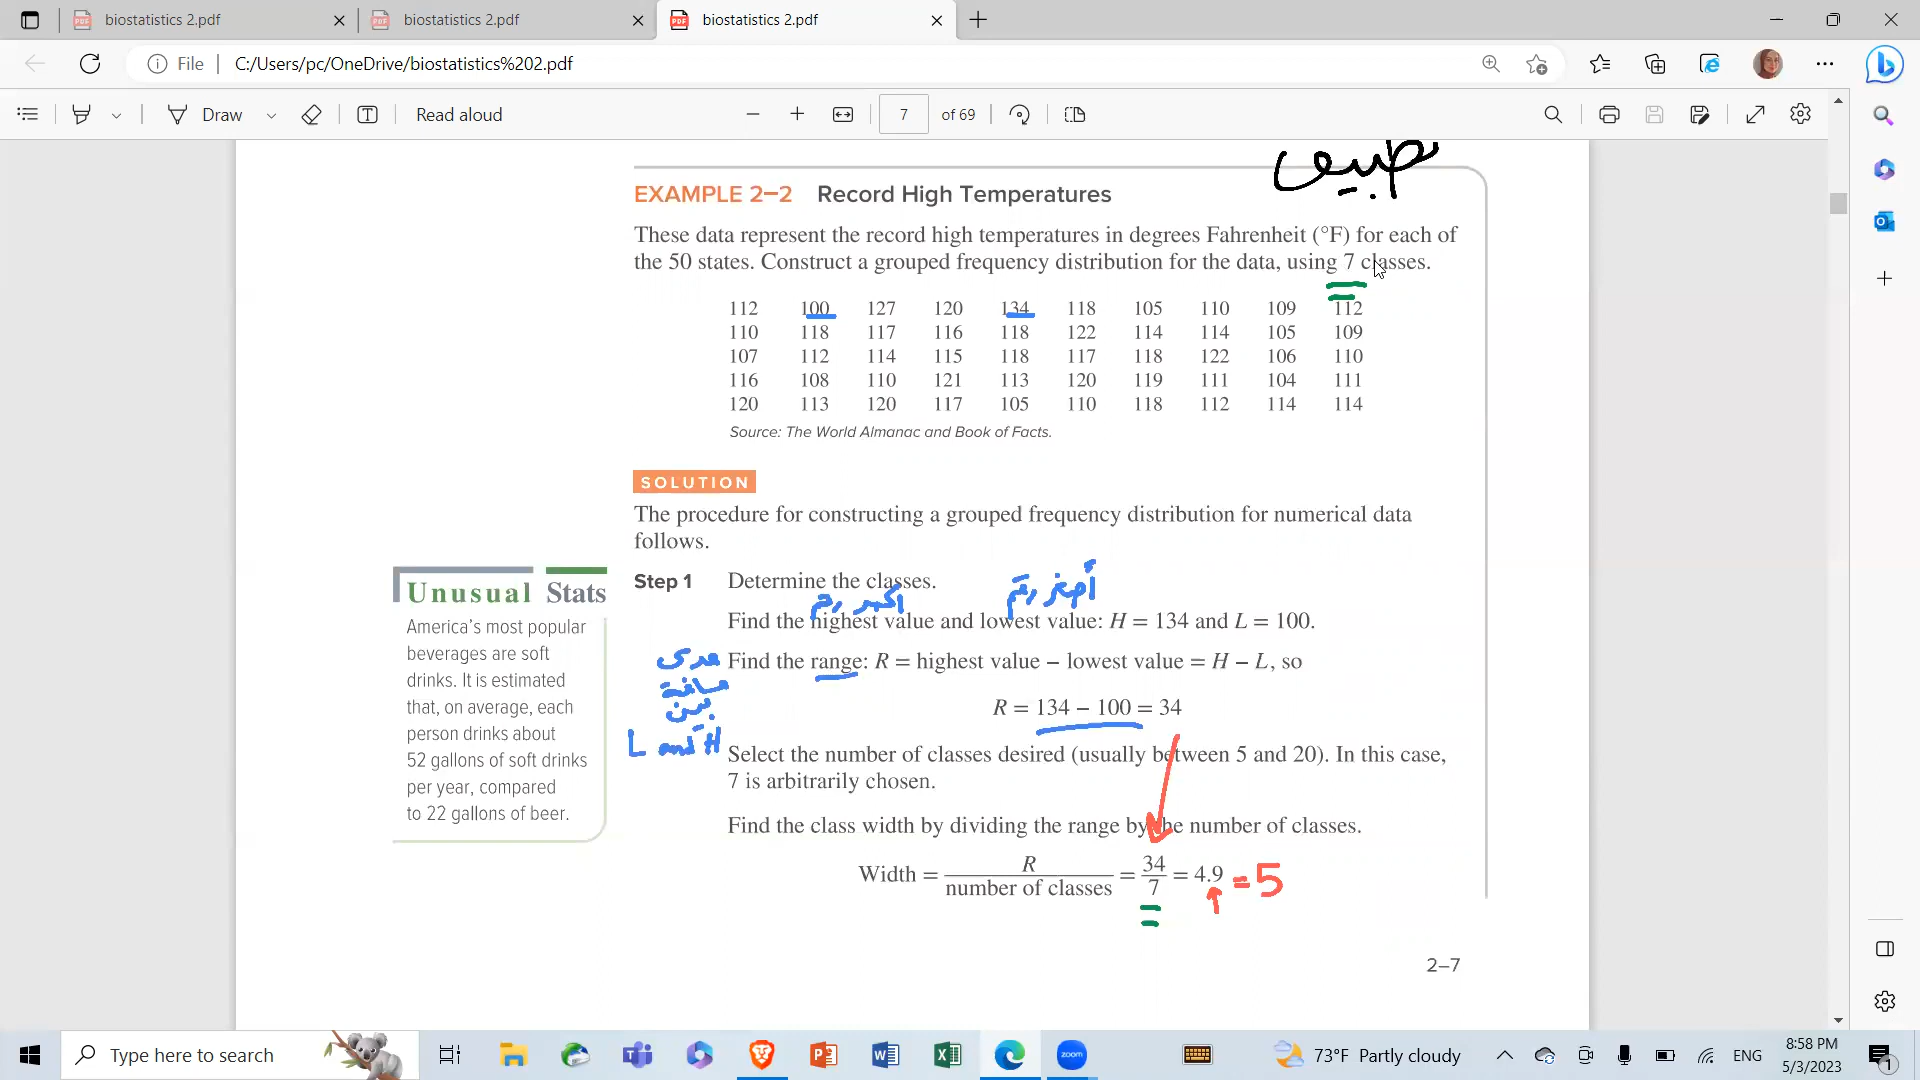 biostatistics 2.pdf
biostatistics 2.pdf
biostatistics 2.pdf
File
C:/Users/pc/OneDrive/biostatistics%202.pdf
Draw
Read aloud
7
of 69
EXAMPLE 2–2 Record High Temperatures
These data represent the record high temperatures in degrees Fahrenheit (°F) for each of
the 50 states. Construct a grouped frequency distribution for the data, using 7 classes.
112 100 127 120 134 118 105 110 109 112
110 118 117 116 118 122 114 114 105 109
107 112 114 115 118 117 118 122 106 110
116 108 110 121 113 120 119 111 104 111
120 113 120 117 105 110 118 112 114 114
Source: The World Almanac and Book of Facts.
SOLUTION
The procedure for constructing a grouped frequency distribution for numerical data
follows.
Step 1 Determine the classes.
أكبر رقم
أصغر رقم
Find the highest value and lowest value: H = 134 and L = 100.
مدى
مسافة
بين
L and H
Find the range: R = highest value – lowest value = H – L, so
R = 134 – 100 = 34
Select the number of classes desired (usually between 5 and 20). In this case,
7 is arbitrarily chosen.
Find the class width by dividing the range by the number of classes.
Width = R / number of classes = 34 / 7 = 4.9 = 5
Unusual Stats
America's most popular
beverages are soft
drinks. It is estimated
that, on average, each
person drinks about
52 gallons of soft drinks
per year, compared
to 22 gallons of beer.
2–7
Type here to search
zoom
73°F Partly cloudy
ENG
8:58 PM
5/3/2023
1